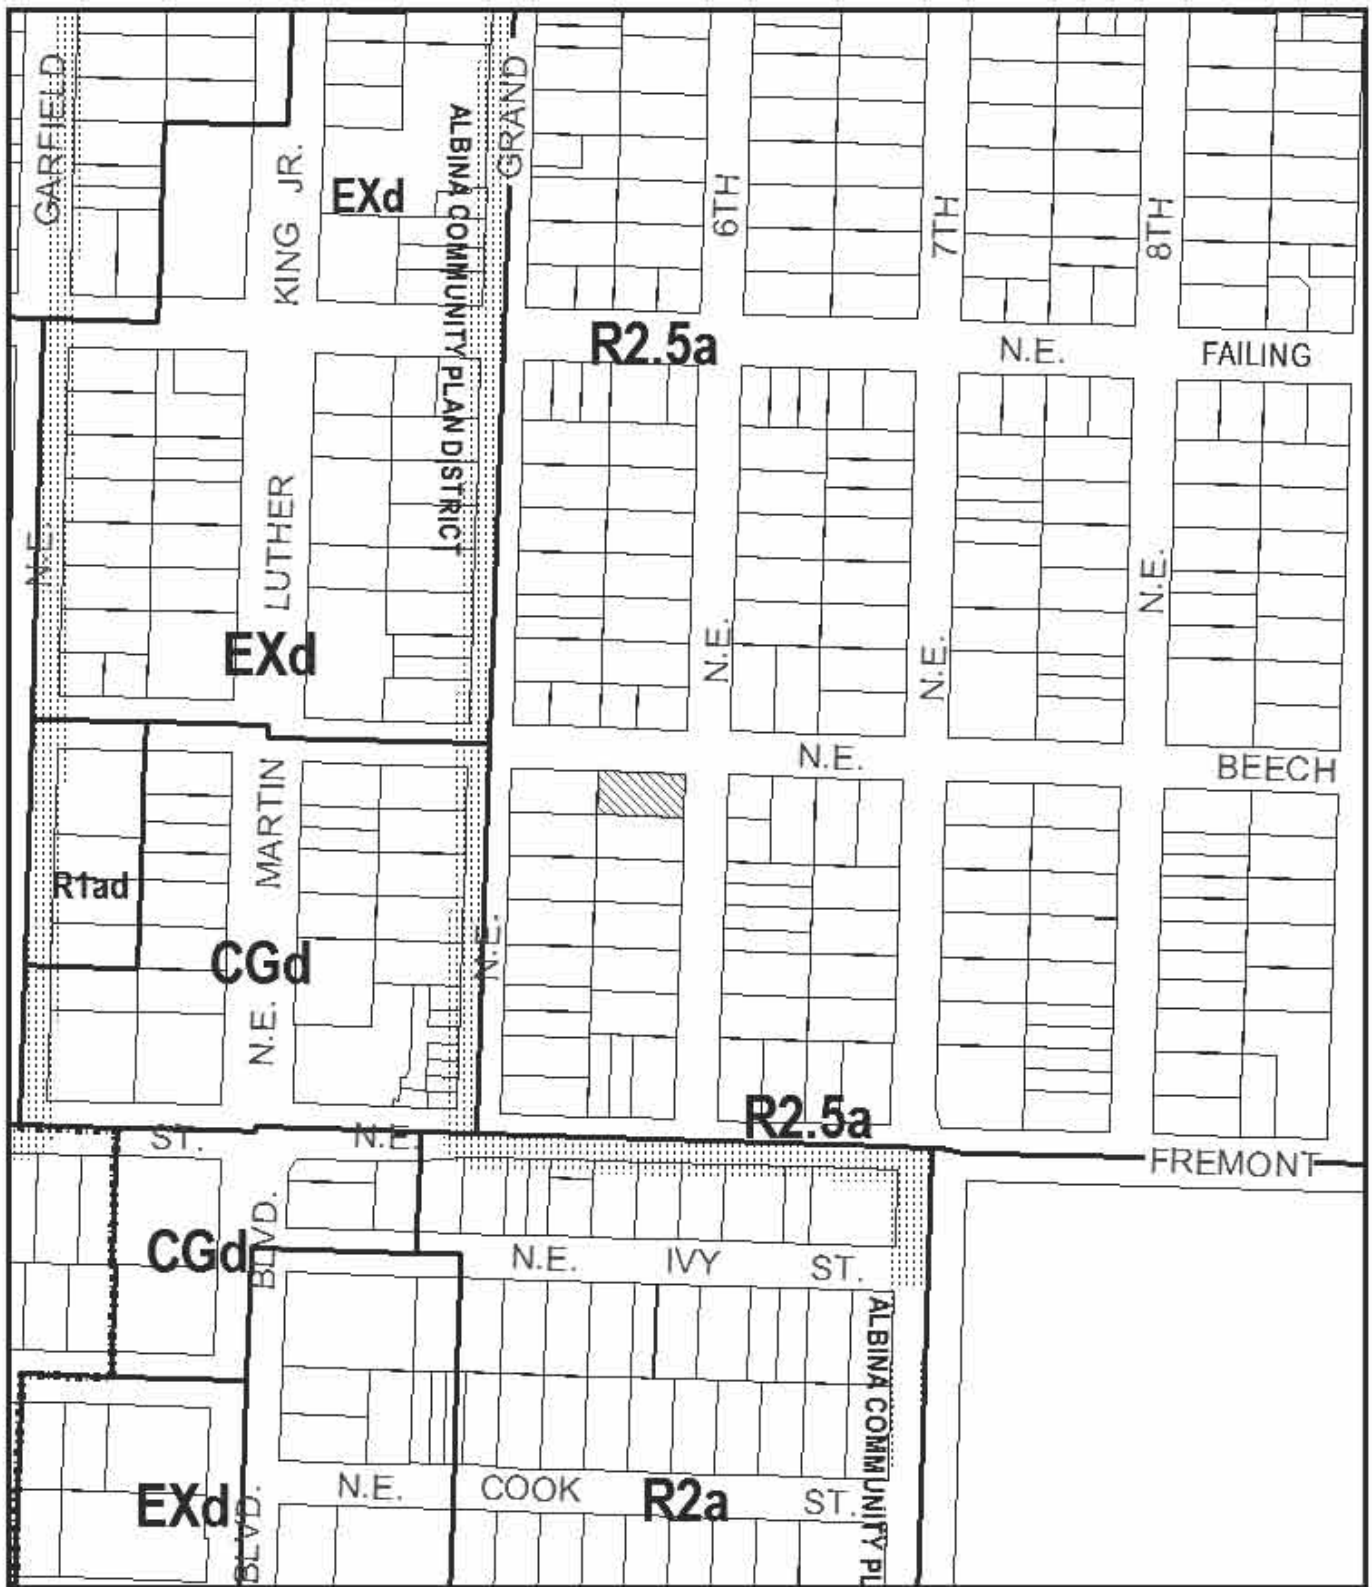 GARFIELD
N.E.
KING JR.
LUTHER
MARTIN
N.E.
BLVD.
BLVD.
EXd
ALBINA COMMUNITY PLAN DISTRICT
GRAND
N.E.
6TH
N.E.
7TH
N.E.
8TH
N.E.
R2.5a
N.E. FAILING
EXd
N.E. BEECH
R1ad
CGd
R2.5a
ST. N.E.
FREMONT
CGd
N.E. IVY ST.
ALBINA COMMUNITY PL
EXd
N.E. COOK ST.
R2a